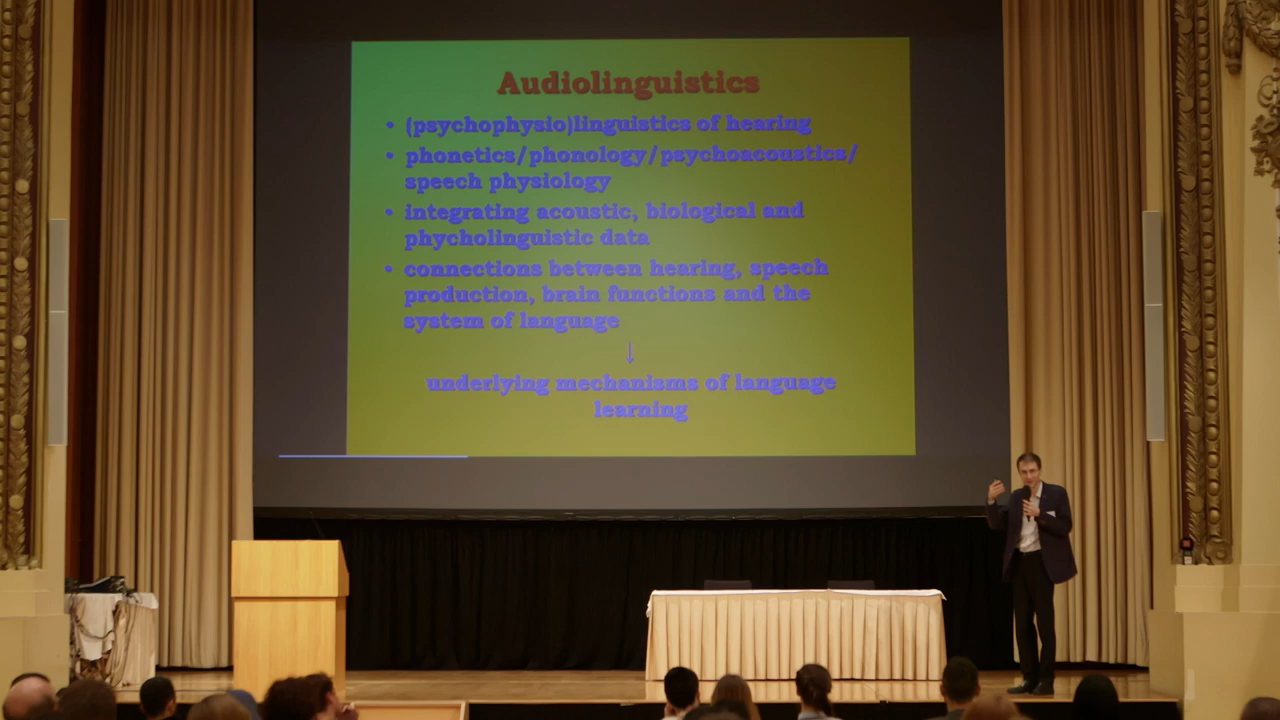 Audiolinguistics
• (psychophysio)linguistics of hearing
• phonetics/phonology/psychoacoustics/
speech physiology
• integrating acoustic, biological and
phycholinguistic data
• connections between hearing, speech
production, brain functions and the
system of language
↓
underlying mechanisms of language
learning